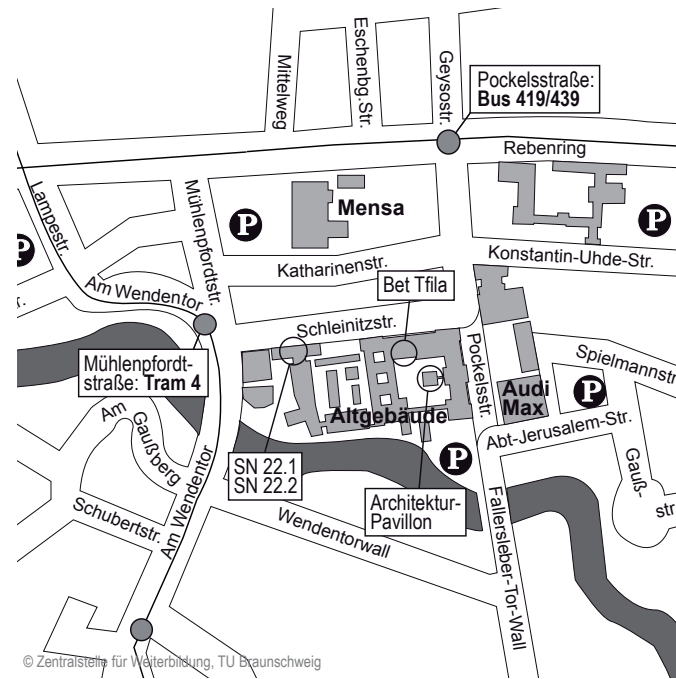 Mittelweg
Eschenbg.Str.
Geysostr.
Pockelsstraße:
Bus 419/439
Rebenring
Lampestr.
Mühlenpfordtstr.
P
Mensa
P
P
Katharinenstr.
Konstantin-Uhde-Str.
Am Wendentor
Bet Tfila
Schleinitzstr.
Mühlenpfordt-
straße: Tram 4
Pockelsstr.
Spielmannstr.
Audi
Max
P
Am
Gaußberg
Altgebäude
Abt-Jerusalem-Str.
P
SN 22.1
SN 22.2
Architektur-
Pavillon
Gauß-
str.
Schubertstr.
Am Wendentor
Wendentorwall
Fallersleber-Tor-Wall
© Zentralstelle für Weiterbildung, TU Braunschweig